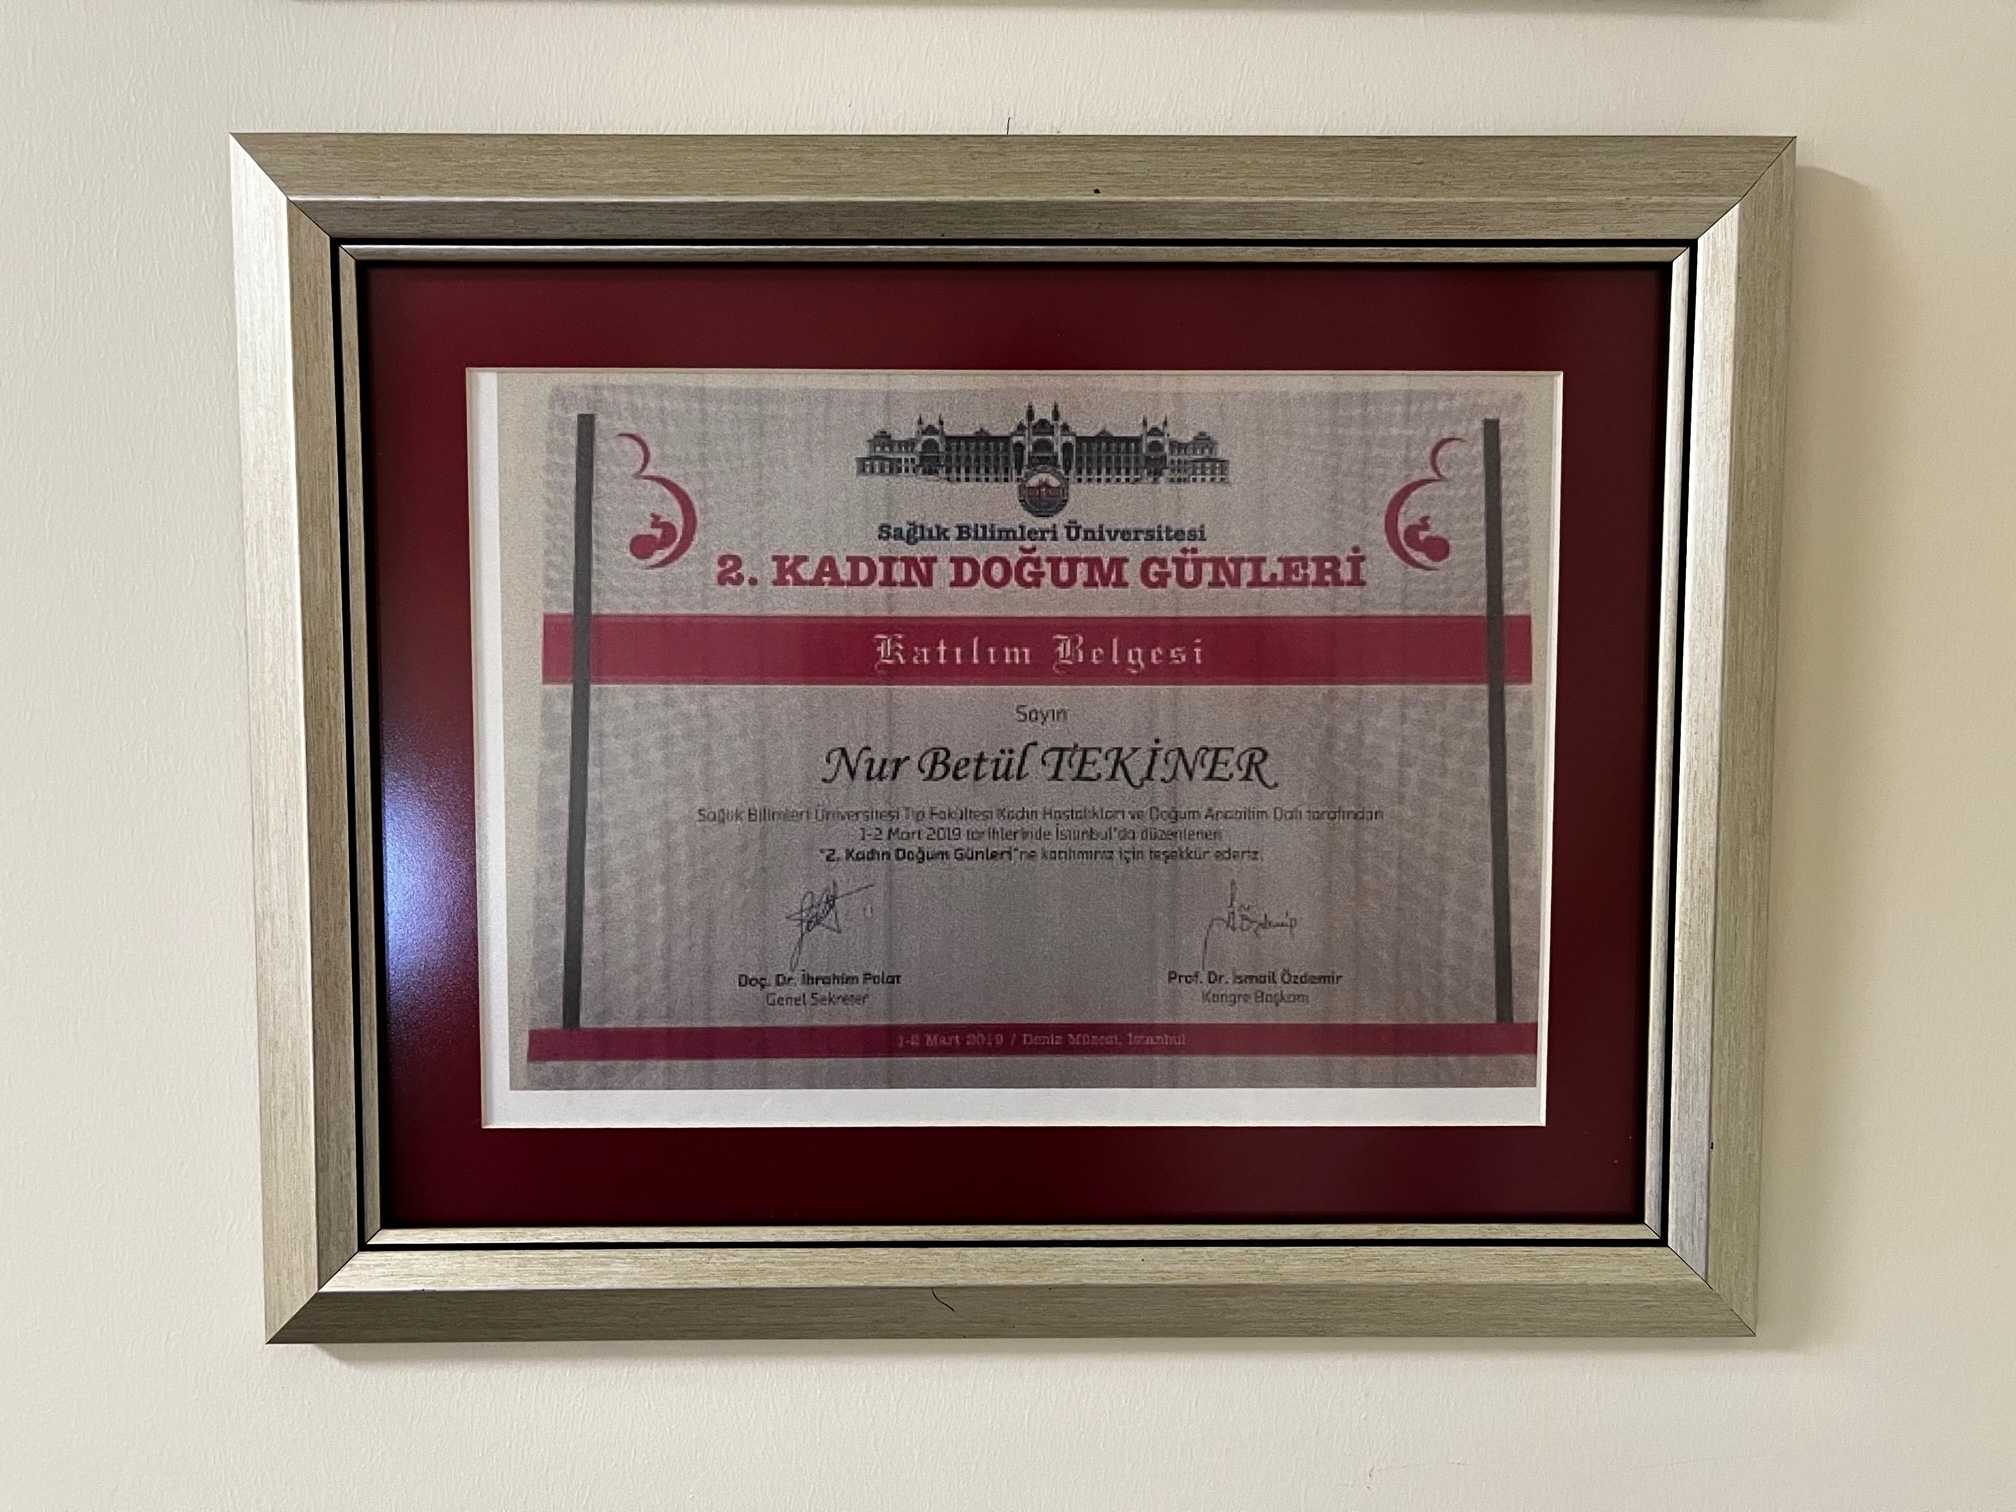 Sağlık Bilimleri Üniversitesi
2. KADIN DOĞUM GÜNLERİ
Katılım Belgesi
Sayın
Nur Betül TEKİNER
Sağlık Bilimleri Üniversitesi Tıp Fakültesi Kadın Hastalıkları ve Doğum Anabilim Dalı tarafından
1-2 Mart 2019 tarihlerinde İstanbul'da düzenlenen
"2. Kadın Doğum Günleri"ne katılımınız için teşekkür ederiz.
Doç. Dr. İbrahim Polat
Genel Sekreter
Prof. Dr. İsmail Özdemir
Kongre Başkanı
1-2 Mart 2019 / Deniz Müzesi, İstanbul